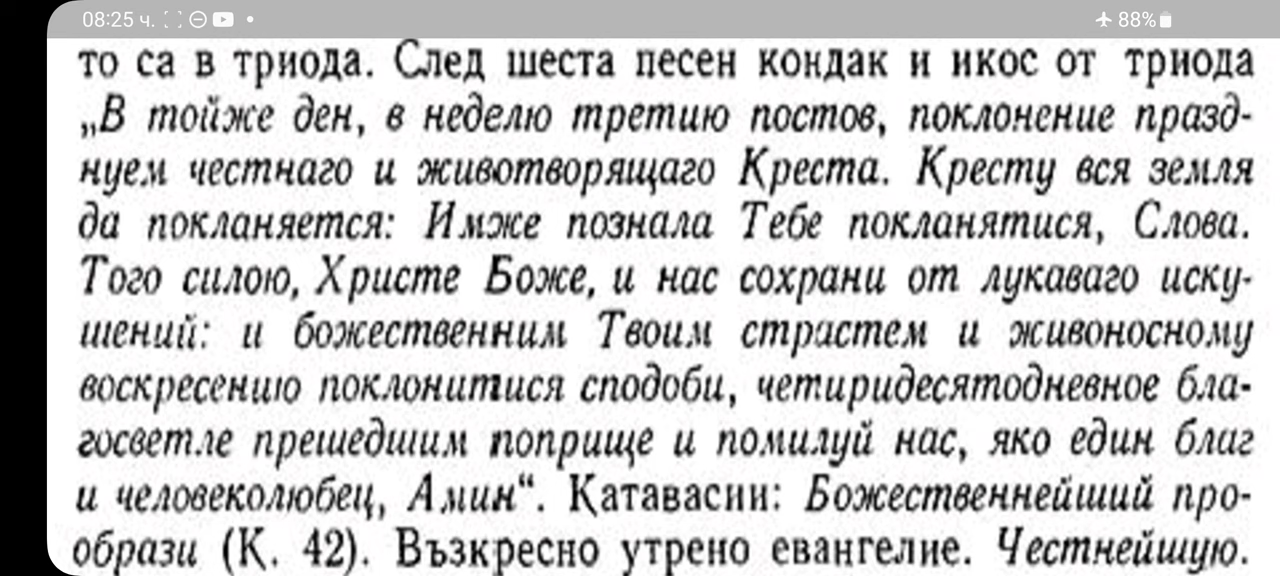 08:25 ч. 88%
то са в триода. След шеста песен кондак и икос от триода
„В тойже ден, в неделю третию постов, поклонение празд-
нуем честнаго и животворящаго Креста. Кресту вся земля
да покланяется: Имже познала Тебе покланятися, Слова.
Того силою, Христе Боже, и нас сохрани от лукаваго иску-
шений: и божественним Твоим страстем и живоносному
воскресению поклонитися сподоби, четиридесятодневное бла-
госветле прешедшим поприще и помилуй нас, яко един благ
и человеколюбец, Амин“. Катавасии: Божественнейший про-
образи (К. 42). Възкресно утрено евангелие. Честнейшую.